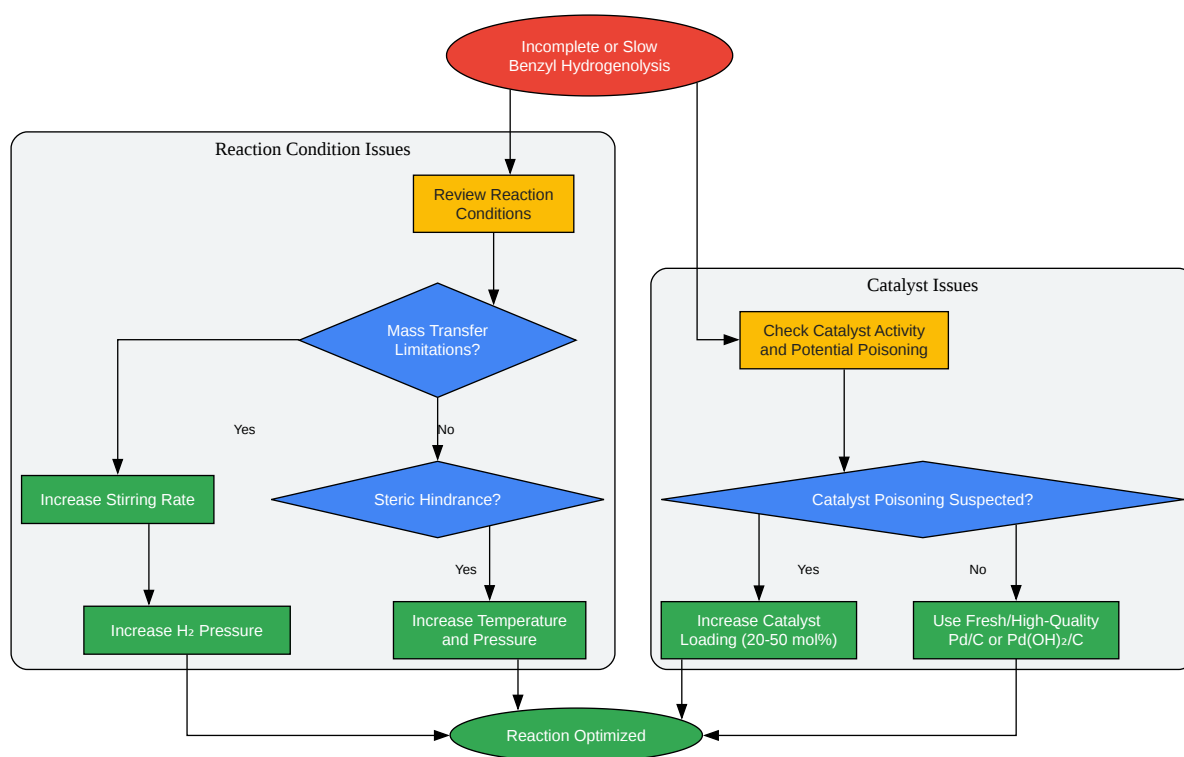 Incomplete or Slow
Benzyl Hydrogenolysis
Reaction Condition Issues
Review Reaction
Conditions
Mass Transfer
Limitations?
Yes
No
Increase Stirring Rate
Steric Hindrance?
Yes
Increase H₂ Pressure
Increase Temperature
and Pressure
Catalyst Issues
Check Catalyst Activity
and Potential Poisoning
Catalyst Poisoning Suspected?
Yes
No
Increase Catalyst
Loading (20-50 mol%)
Use Fresh/High-Quality
Pd/C or Pd(OH)₂/C
Reaction Optimized